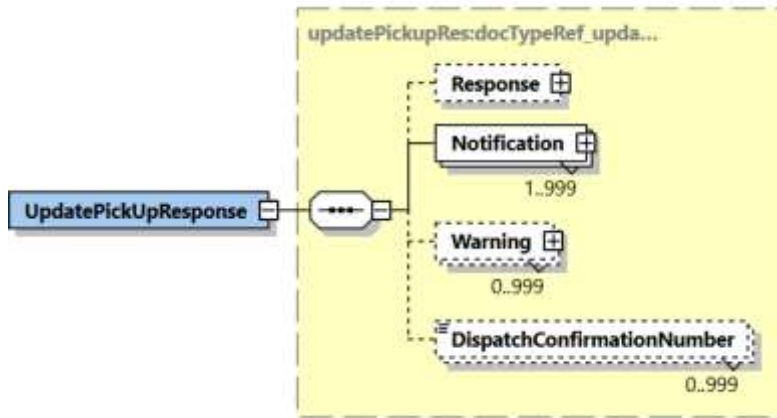 updatePickupRes:docTypeRef_upda...
Response
Notification
1..999
UpdatePickUpResponse
Warning
0..999
DispatchConfirmationNumber
0..999